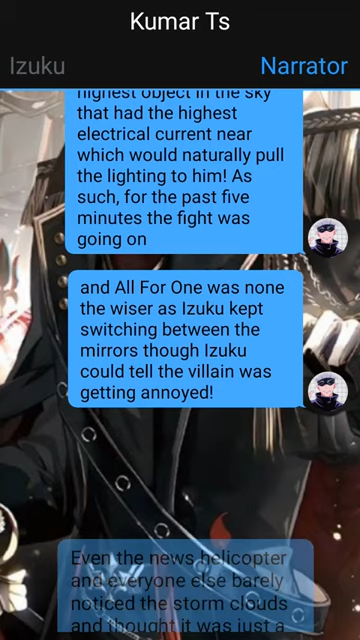 Kumar Ts
Izuku
Narrator
highest object in the sky
that had the highest
electrical current near
which would naturally pull
the lighting to him! As
such, for the past five
minutes the fight was
going on
and All For One was none
the wiser as Izuku kept
switching between the
mirrors though Izuku
could tell the villain was
getting annoyed!
Even the news helicopter
and everyone else barely
noticed the storm clouds
and thought it was just a